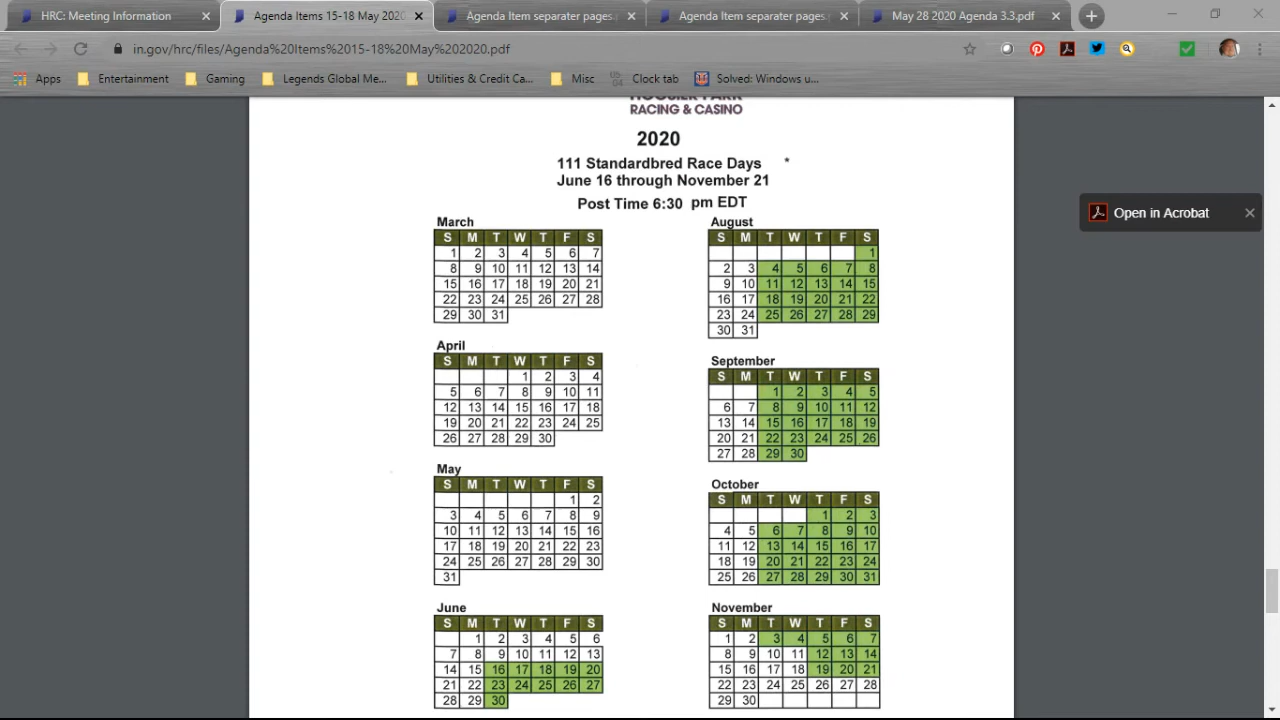 HRC: Meeting Information
Agenda Items 15-18 May 2020
Agenda Item separater pages
Agenda Item separater pages
May 28 2020 Agenda 3.3.pdf
in.gov/hrc/files/Agenda%20Items%2015-18%20May%202020.pdf
Apps Entertainment Gaming Legends Global Me... Utilities & Credit Ca... Misc Clock tab Solved: Windows u...
Open in Acrobat
HOOSIER PARK
RACING & CASINO
2020
111 Standardbred Race Days *
June 16 through November 21
Post Time 6:30 pm EDT
March
S M T W T F S
1 2 3 4 5 6 7
8 9 10 11 12 13 14
15 16 17 18 19 20 21
22 23 24 25 26 27 28
29 30 31
April
S M T W T F S
1 2 3 4
5 6 7 8 9 10 11
12 13 14 15 16 17 18
19 20 21 22 23 24 25
26 27 28 29 30
May
S M T W T F S
1 2
3 4 5 6 7 8 9
10 11 12 13 14 15 16
17 18 19 20 21 22 23
24 25 26 27 28 29 30
31
June
S M T W T F S
1 2 3 4 5 6
7 8 9 10 11 12 13
14 15 16 17 18 19 20
21 22 23 24 25 26 27
28 29 30
August
S M T W T F S
1
2 3 4 5 6 7 8
9 10 11 12 13 14 15
16 17 18 19 20 21 22
23 24 25 26 27 28 29
30 31
September
S M T W T F S
1 2 3 4 5
6 7 8 9 10 11 12
13 14 15 16 17 18 19
20 21 22 23 24 25 26
27 28 29 30
October
S M T W T F S
1 2 3
4 5 6 7 8 9 10
11 12 13 14 15 16 17
18 19 20 21 22 23 24
25 26 27 28 29 30 31
November
S M T W T F S
1 2 3 4 5 6 7
8 9 10 11 12 13 14
15 16 17 18 19 20 21
22 23 24 25 26 27 28
29 30